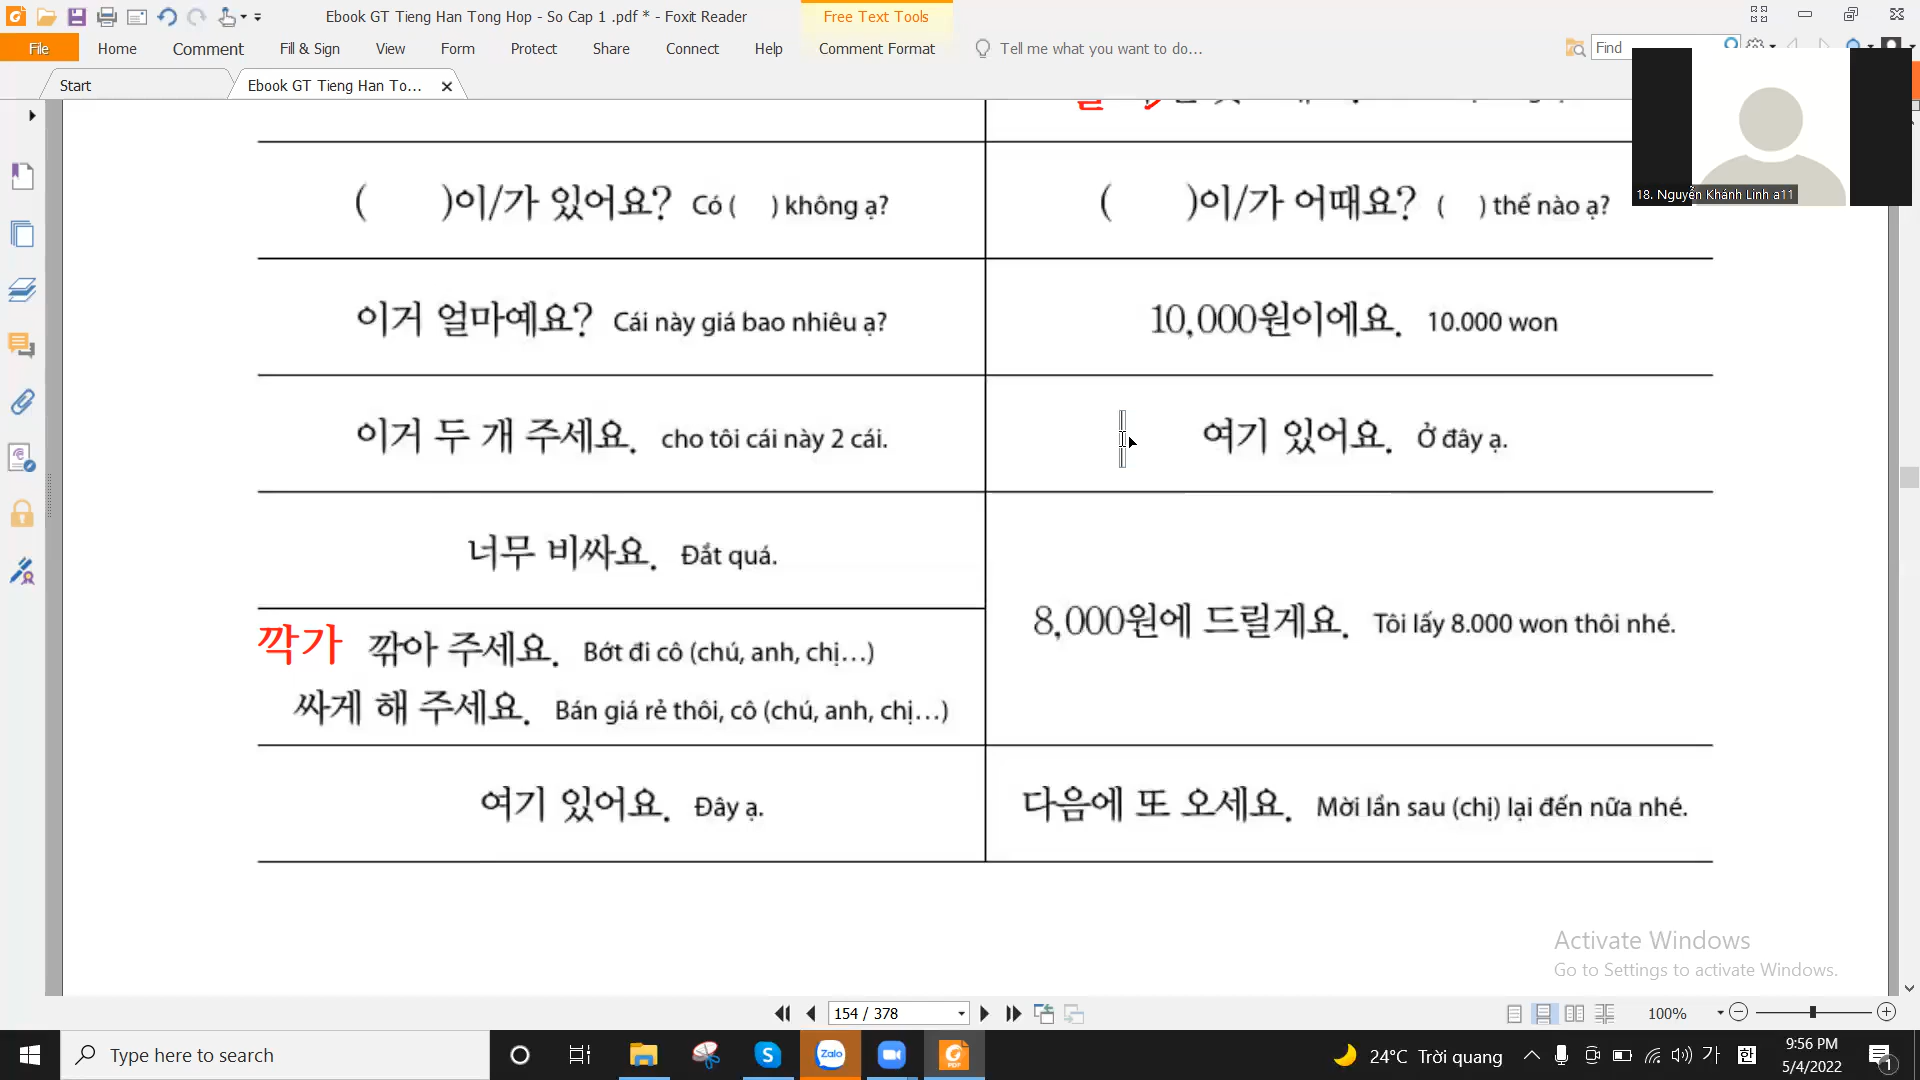 Ebook GT Tieng Han Tong Hop - So Cap 1 .pdf * - Foxit Reader
Free Text Tools
File Home Comment Fill & Sign View Form Protect Share Connect Help Comment Format Tell me what you want to do... Find
Start Ebook GT Tieng Han To...
18. Nguyễn Khánh Linh a11
( )이/가 있어요? Có ( ) không ạ?
( )이/가 어때요? ( ) thế nào ạ?
이거 얼마예요? Cái này giá bao nhiêu ạ?
10,000원이에요. 10.000 won
이거 두 개 주세요. cho tôi cái này 2 cái.
여기 있어요. Ở đây ạ.
너무 비싸요. Đắt quá.
8,000원에 드릴게요. Tôi lấy 8.000 won thôi nhé.
깍가 깎아 주세요. Bớt đi cô (chú, anh, chị...)
싸게 해 주세요. Bán giá rẻ thôi, cô (chú, anh, chị...)
여기 있어요. Đây ạ.
다음에 또 오세요. Mời lần sau (chị) lại đến nữa nhé.
Activate Windows
Go to Settings to activate Windows.
154 / 378
100%
Type here to search
Zalo
PDF
24°C Trời quang
가
한
9:56 PM
5/4/2022
1